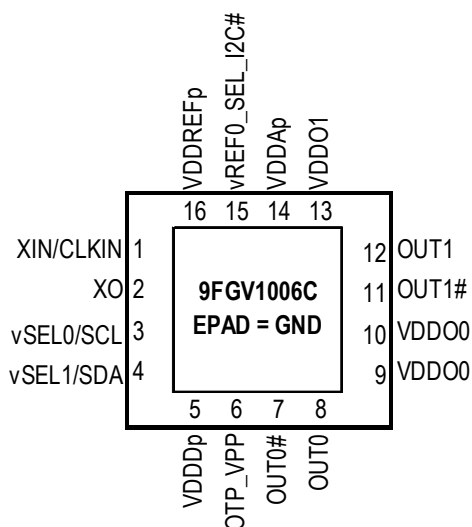 VDDREFp
vREF0_SEL_I2C#
VDDAp
VDDO1
16 15 14 13
XIN/CLKIN 1
XO 2
vSEL0/SCL 3
vSEL1/SDA 4
9FGV1006C
EPAD = GND
12 OUT1
11 OUT1#
10 VDDO0
9 VDDO0
5 6 7 8
VDDDp
OTP_VPP
OUT0#
OUT0